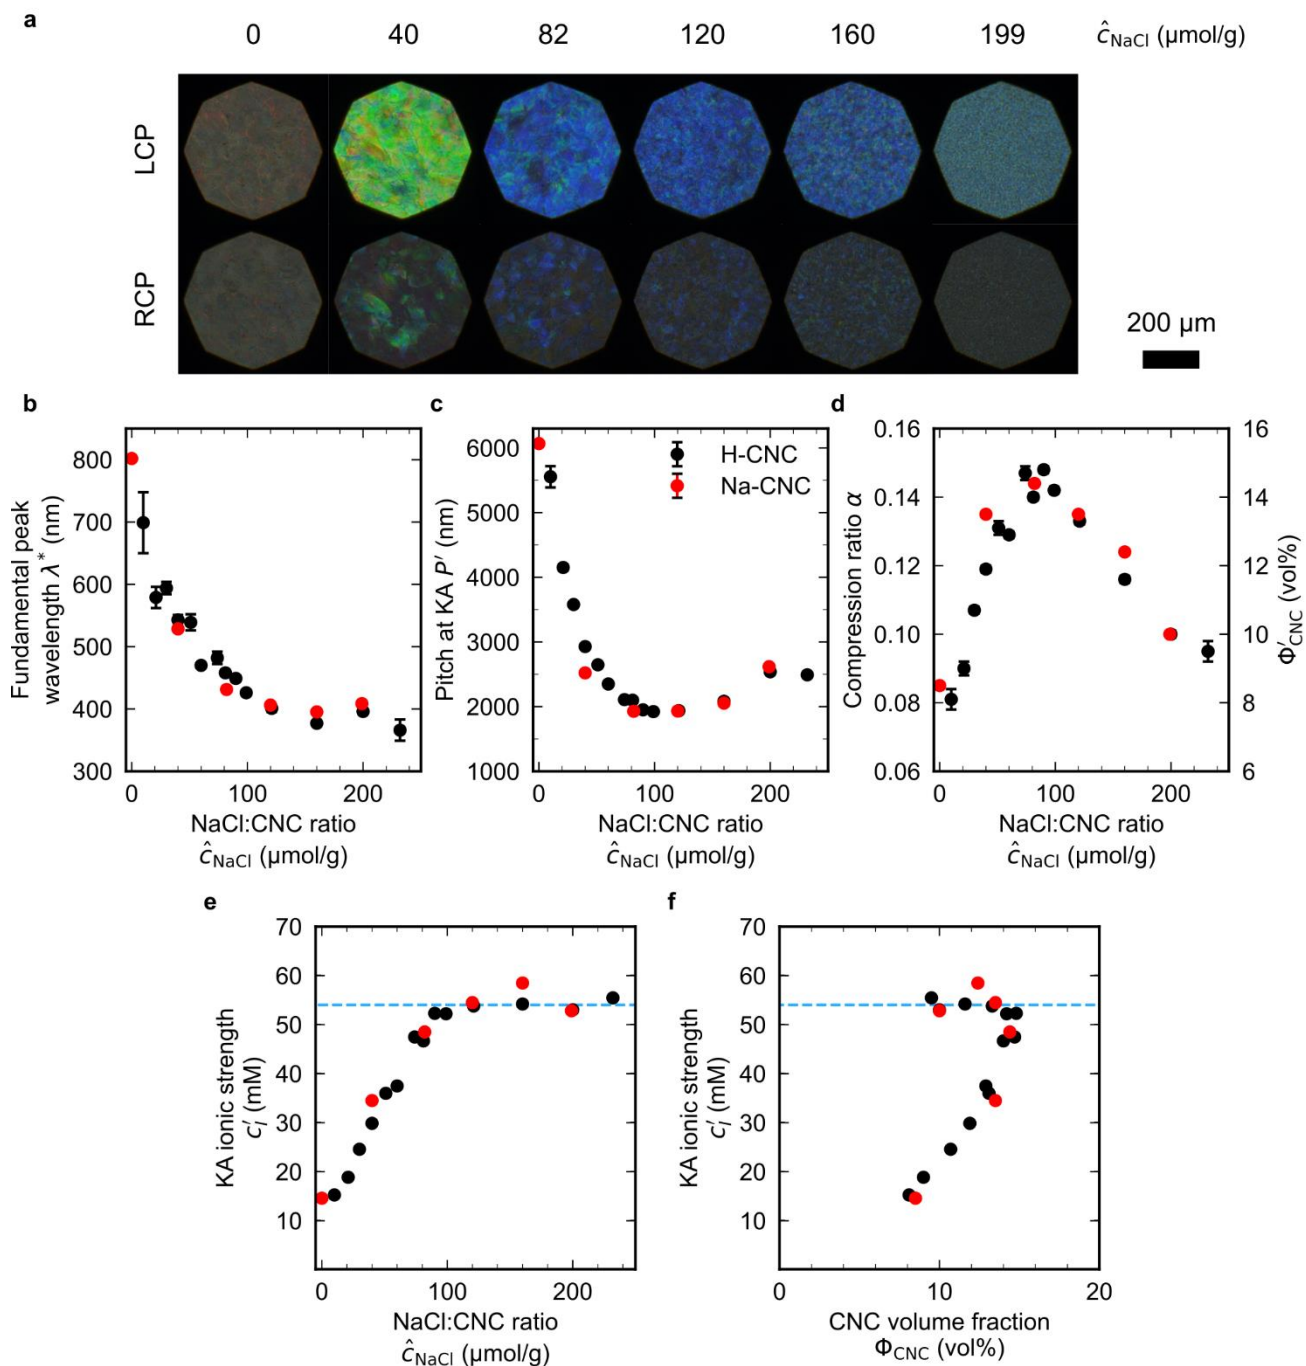 a
0 40 82 120 160 199 ĉNaCl (µmol/g)
LCP
RCP
200 µm
b
Fundamental peak
wavelength λ* (nm)
800
700
600
500
400
300
0 100 200
NaCl:CNC ratio
ĉNaCl (µmol/g)
c
Pitch at KA P′ (nm)
6000
5000
4000
3000
2000
1000
H-CNC
Na-CNC
0 100 200
NaCl:CNC ratio
ĉNaCl (µmol/g)
d
Compression ratio α
0.16
0.14
0.12
0.10
0.08
0.06
16
14
12
10
8
6
Φ′CNC (vol%)
0 100 200
NaCl:CNC ratio
ĉNaCl (µmol/g)
e
KA ionic strength
c′I (mM)
70
60
50
40
30
20
10
0 100 200
NaCl:CNC ratio
ĉNaCl (µmol/g)
f
KA ionic strength
c′I (mM)
70
60
50
40
30
20
10
0 10 20
CNC volume fraction
ΦCNC (vol%)